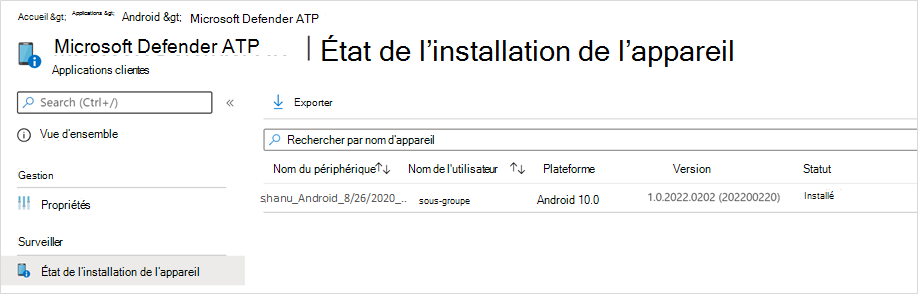 Accueil &gt; Applications &gt; Android &gt; Microsoft Defender ATP
Microsoft Defender ATP | État de l'installation de l'appareil
Applications clientes
Search (Ctrl+/) «
Exporter
Vue d'ensemble
Rechercher par nom d'appareil
Gestion
Nom du périphérique↑↓ Nom de l'utilisateur ↑↓ Plateforme Version Statut
Propriétés
shanu_Android_8/26/2020_... sous-groupe Android 10.0 1.0.2022.0202 (202200220) Installé
Surveiller
État de l'installation de l'appareil